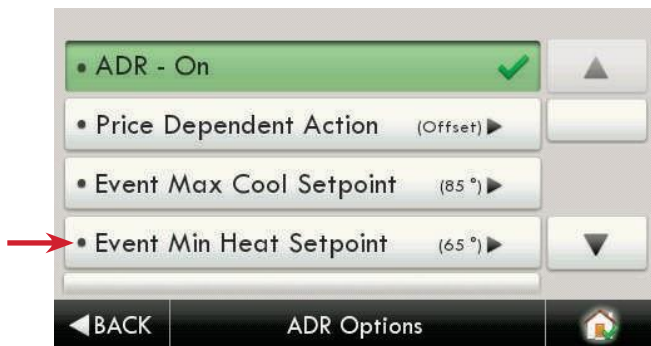 • ADR - On
• Price Dependent Action (Offset)
• Event Max Cool Setpoint (85 °)
• Event Min Heat Setpoint (65 °)
BACK ADR Options